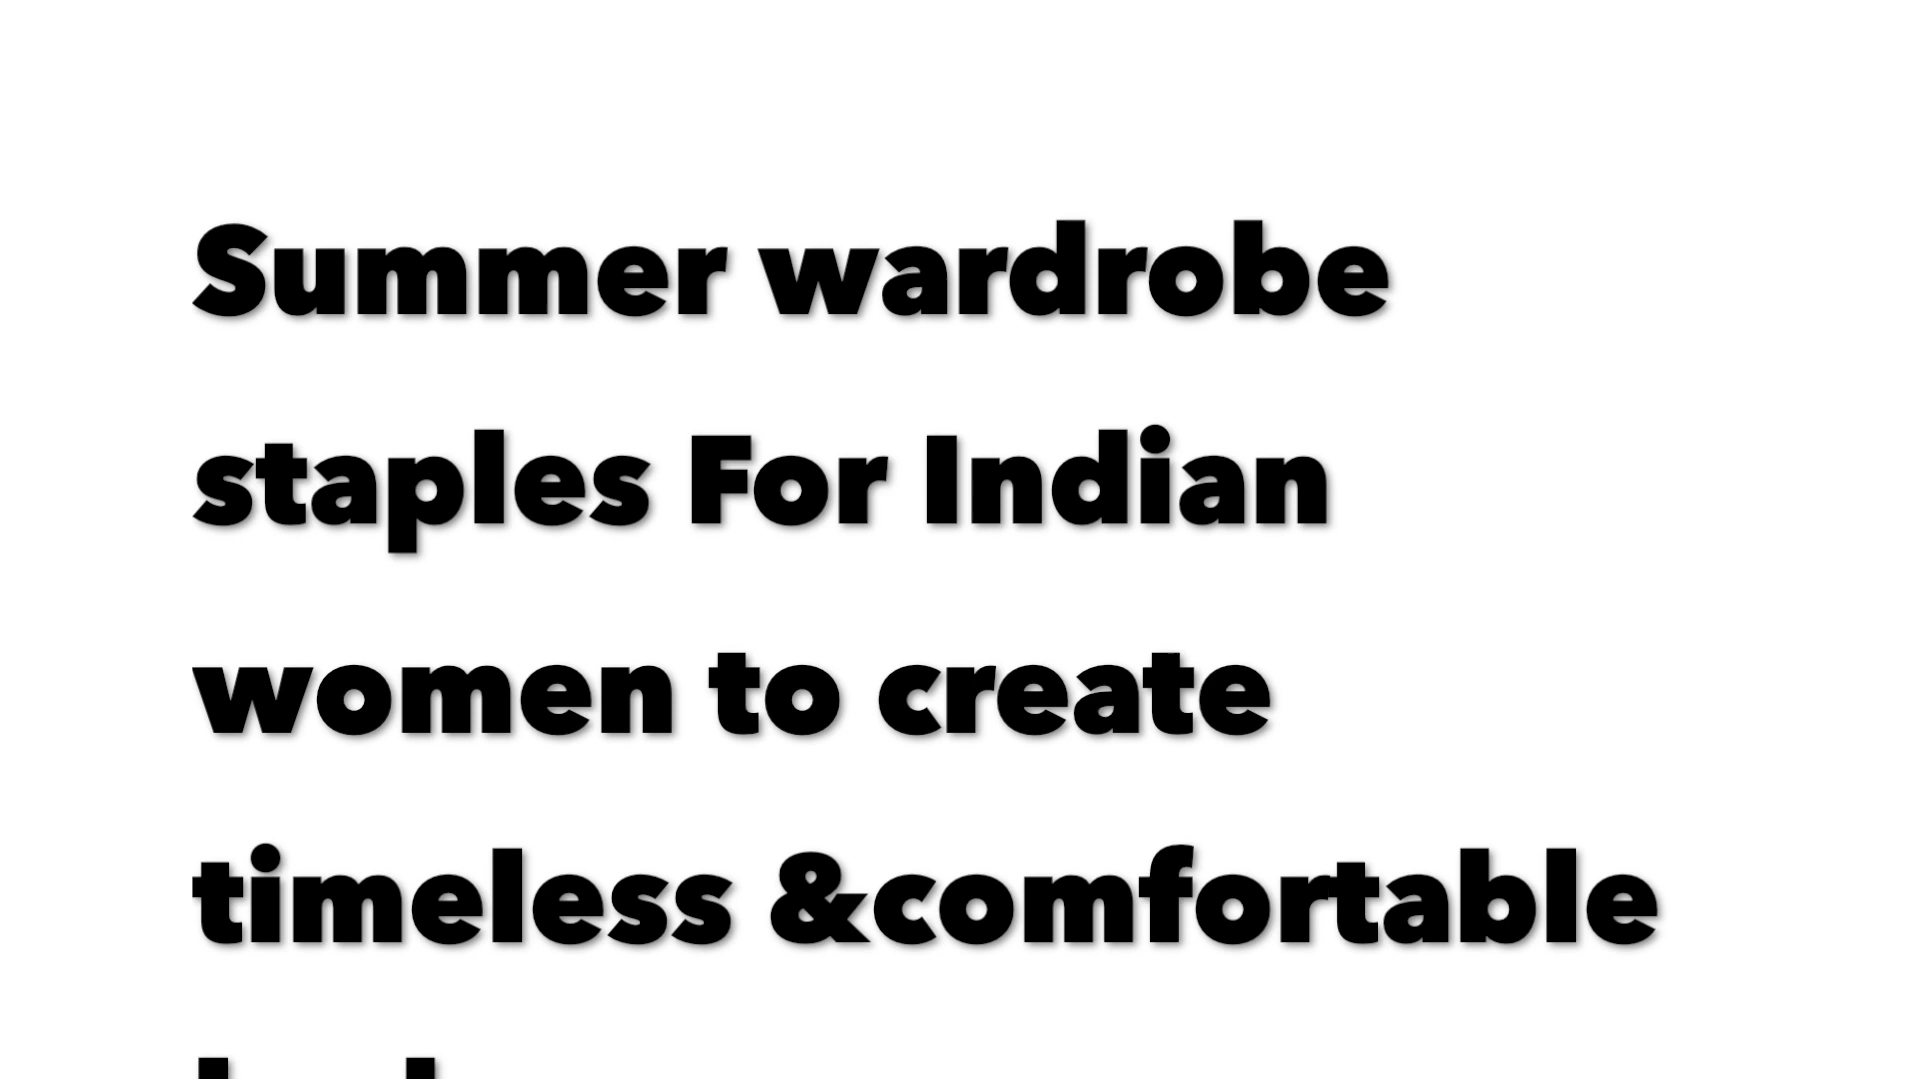 Summer wardrobe
staples For Indian
women to create
timeless &comfortable